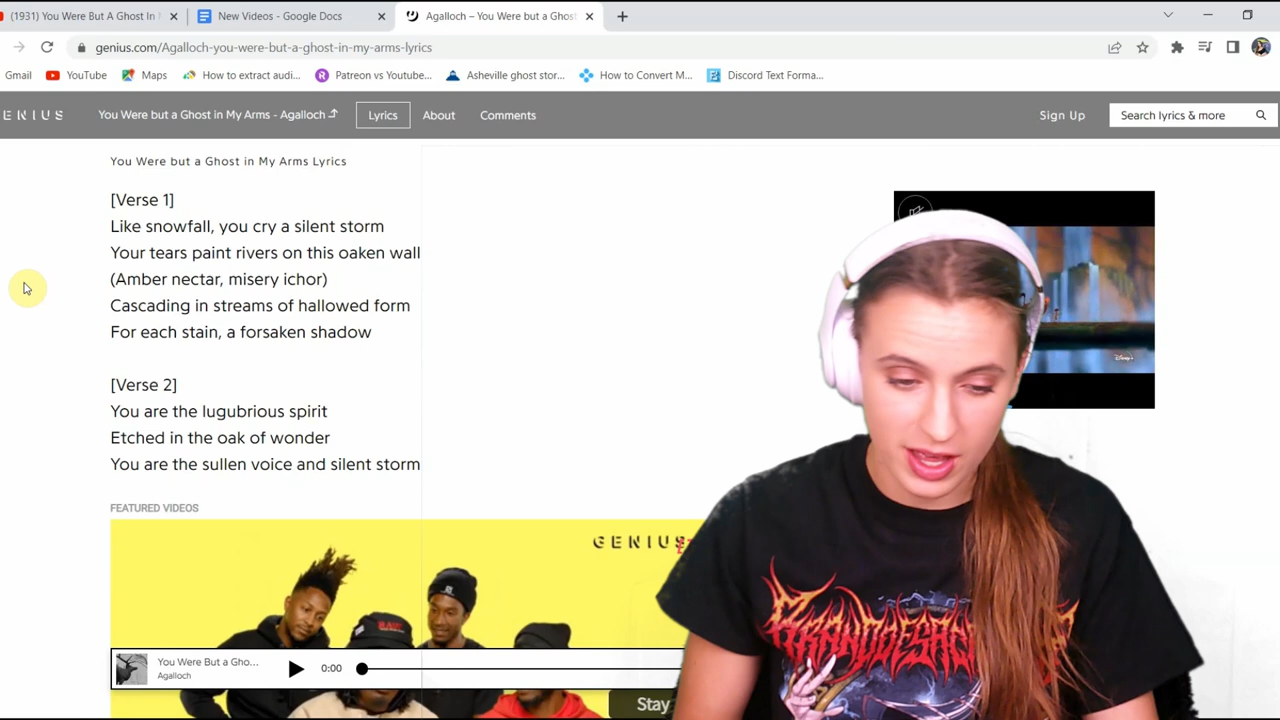 (1931) You Were But A Ghost In
New Videos - Google Docs
Agalloch – You Were but a Ghost
genius.com/Agalloch-you-were-but-a-ghost-in-my-arms-lyrics
Gmail
YouTube
Maps
How to extract audi...
Patreon vs Youtube...
Asheville ghost stor...
How to Convert M...
Discord Text Forma...
ENIUS
You Were but a Ghost in My Arms - Agalloch
Lyrics
About
Comments
Sign Up
Search lyrics & more
You Were but a Ghost in My Arms Lyrics
[Verse 1]
Like snowfall, you cry a silent storm
Your tears paint rivers on this oaken wall
(Amber nectar, misery ichor)
Cascading in streams of hallowed form
For each stain, a forsaken shadow
[Verse 2]
You are the lugubrious spirit
Etched in the oak of wonder
You are the sullen voice and silent storm
FEATURED VIDEOS
GENIUS
You Were But a Gho...
Agalloch
0:00
Stay
Disney+